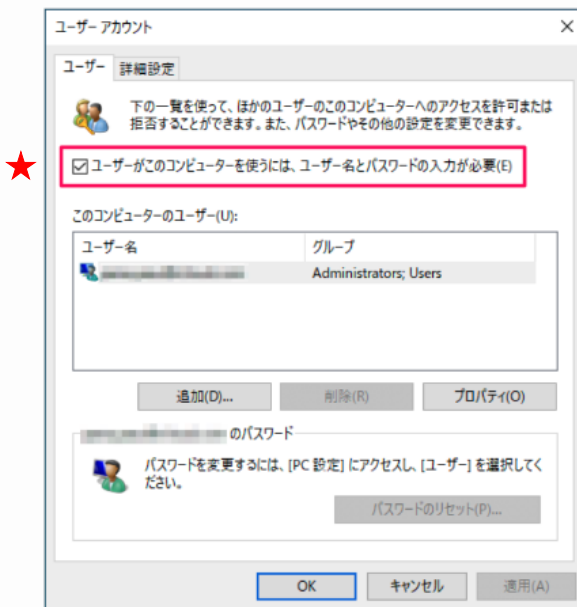 ユーザー アカウント
ユーザー 詳細設定
下の一覧を使って、ほかのユーザーのこのコンピューターへのアクセスを許可または
拒否することができます。また、パスワードやその他の設定を変更できます。
ユーザーがこのコンピューターを使うには、ユーザー名とパスワードの入力が必要(E)
このコンピューターのユーザー(U):
ユーザー名 グループ
Administrators; Users
追加(D)... 削除(R) プロパティ(O)
のパスワード
パスワードを変更するには、[PC 設定] にアクセスし、[ユーザー] を選択してく
ださい。
パスワードのリセット(P)...
OK キャンセル 適用(A)